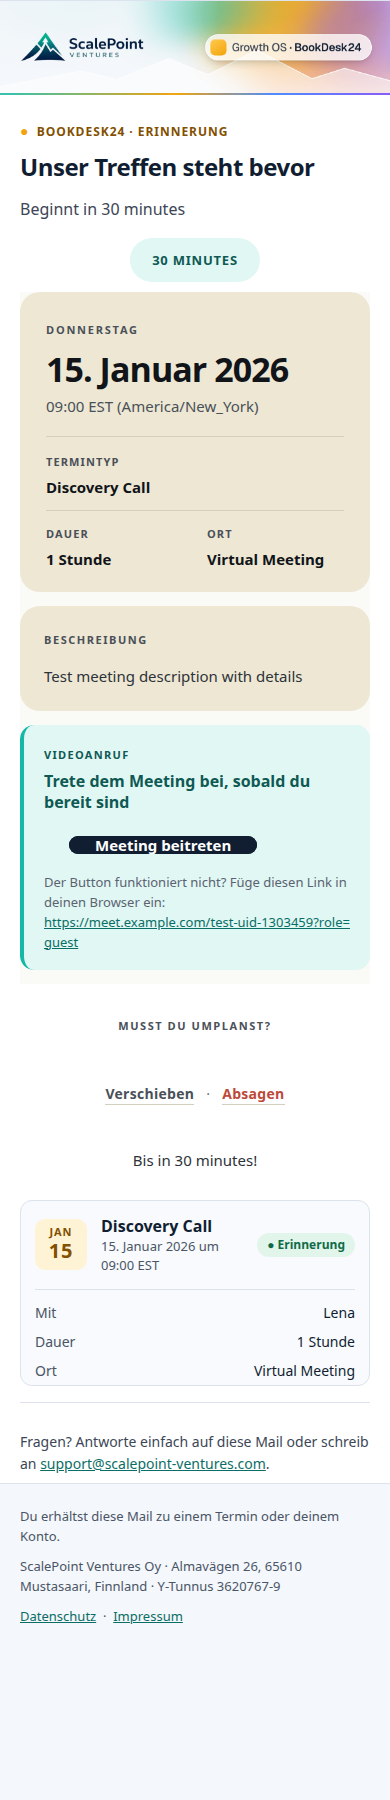 ScalePoint
VENTURES
Growth OS · BookDesk24
BOOKDESK24 · ERINNERUNG
Unser Treffen steht bevor
Beginnt in 30 minutes
30 MINUTES
DONNERSTAG
15. Januar 2026
09:00 EST (America/New_York)
TERMINTYP
Discovery Call
DAUER ORT
1 Stunde Virtual Meeting
BESCHREIBUNG
Test meeting description with details
VIDEOANRUF
Trete dem Meeting bei, sobald du
bereit sind
Meeting beitreten
Der Button funktioniert nicht? Füge diesen Link in
deinen Browser ein:
https://meet.example.com/test-uid-1303459?role=
guest
MUSST DU UMPLANST?
Verschieben · Absagen
Bis in 30 minutes!
JAN
15
Discovery Call
15. Januar 2026 um
09:00 EST
● Erinnerung
Mit Lena
Dauer 1 Stunde
Ort Virtual Meeting
Fragen? Antworte einfach auf diese Mail oder schreib
an support@scalepoint-ventures.com.
Du erhältst diese Mail zu einem Termin oder deinem
Konto.
ScalePoint Ventures Oy · Almavägen 26, 65610
Mustasaari, Finnland · Y-Tunnus 3620767-9
Datenschutz · Impressum